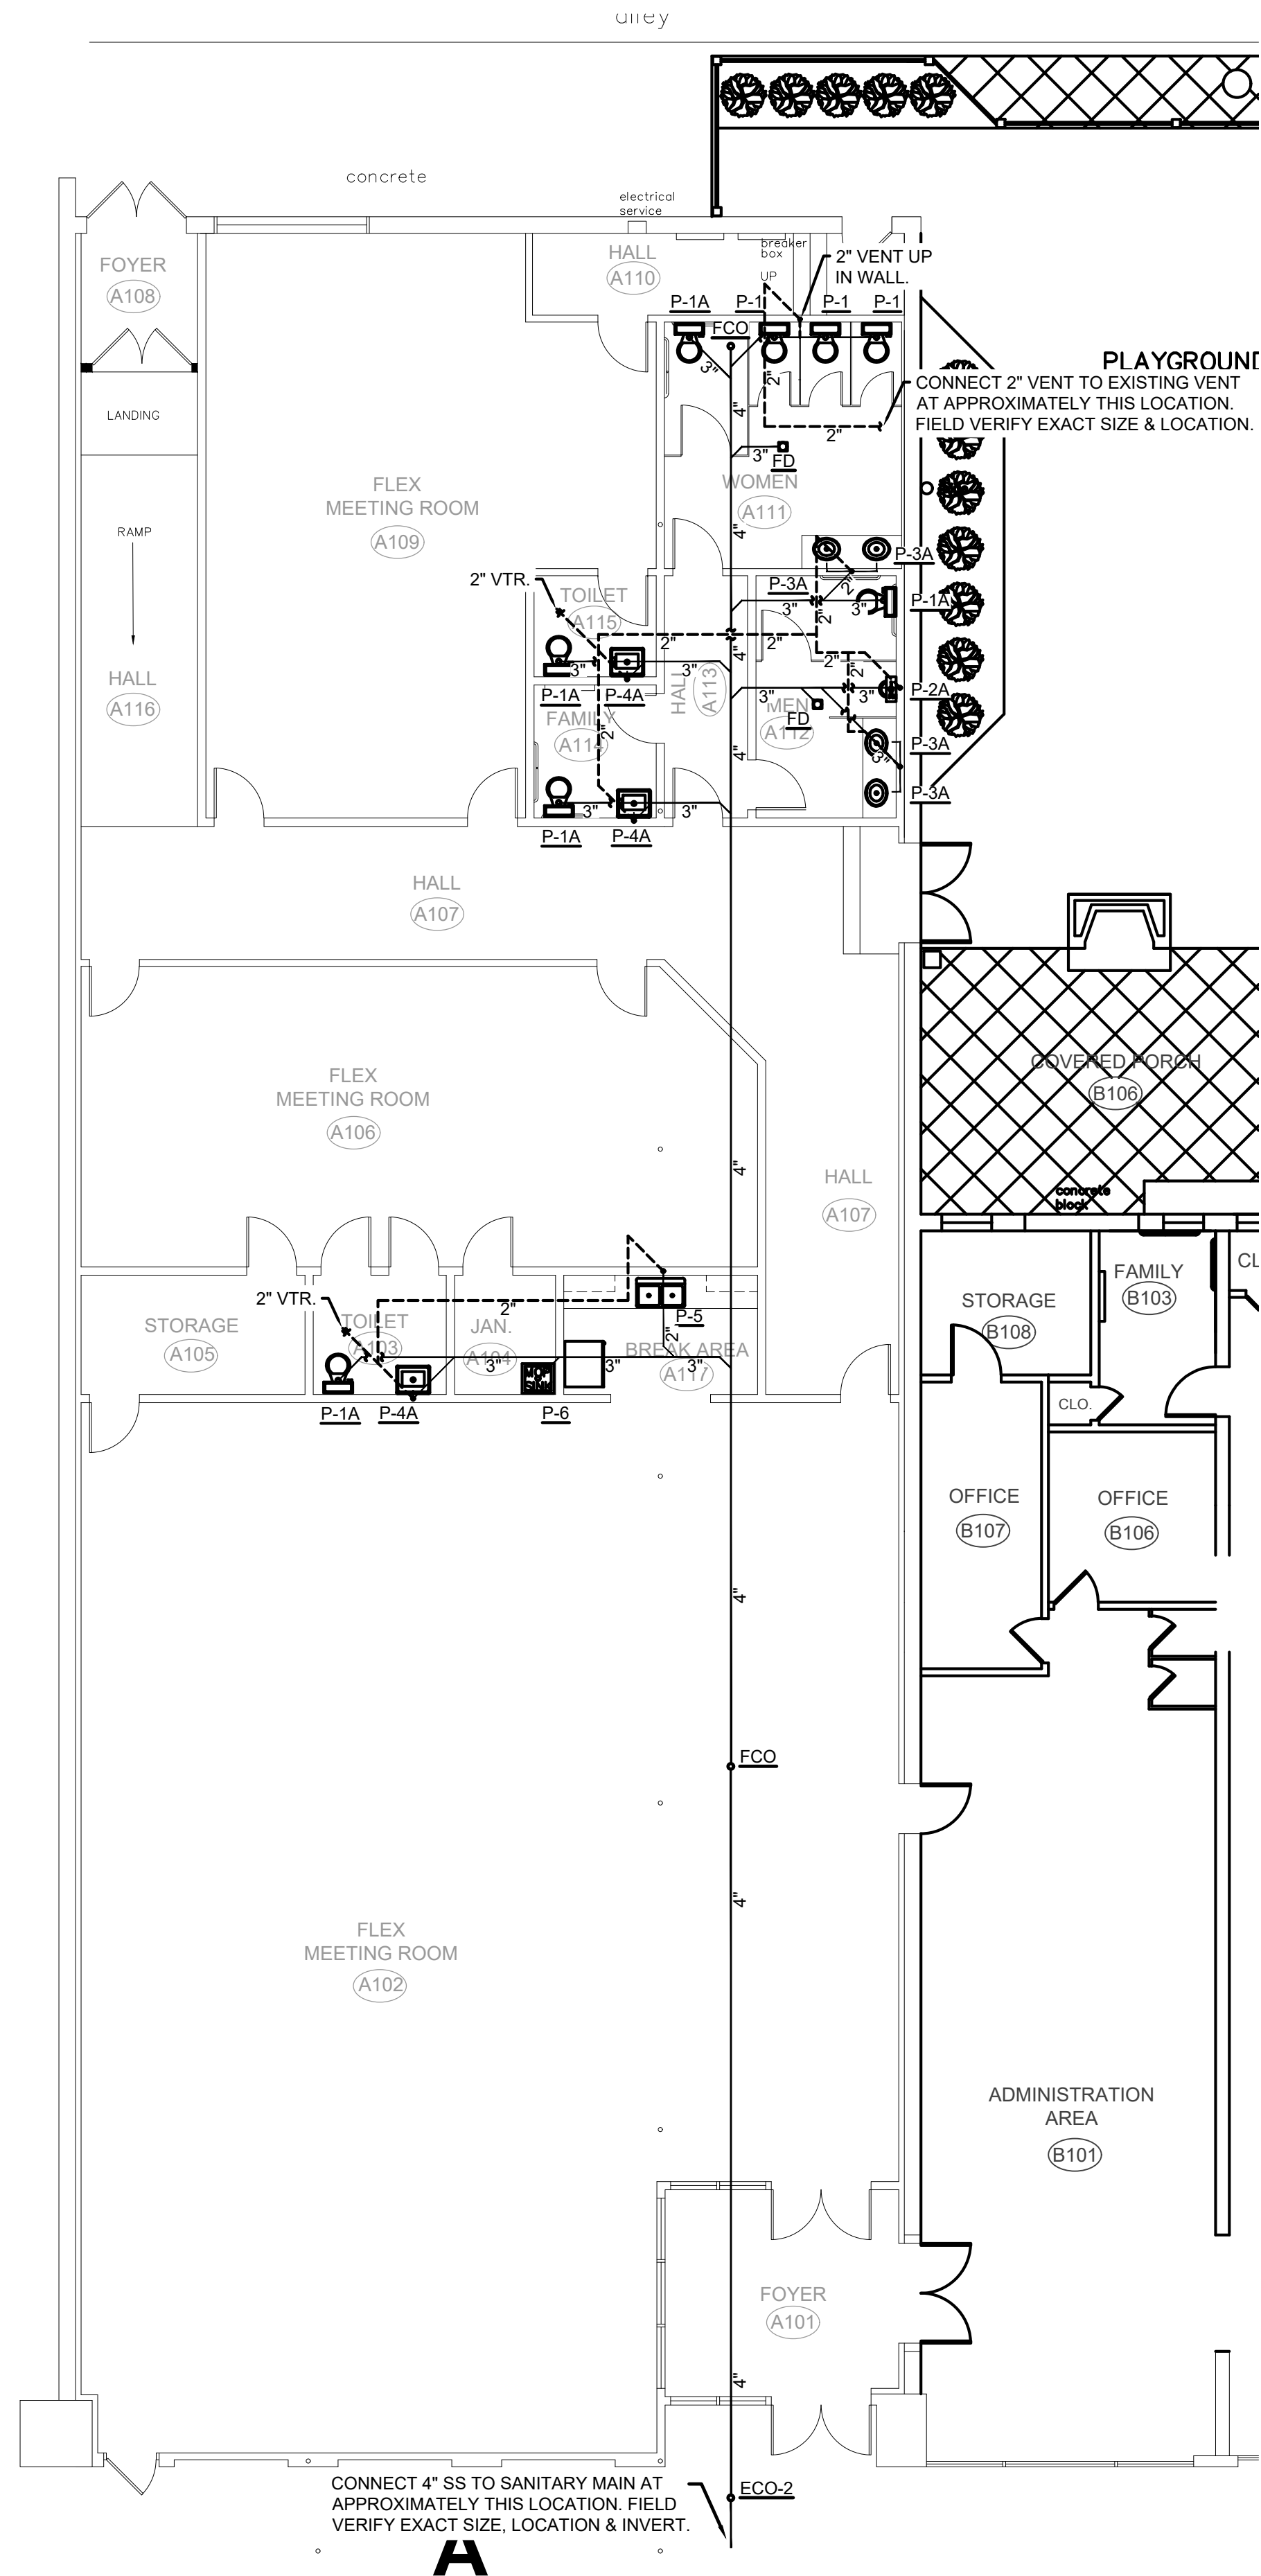 alley
concrete
electrical
service
breaker
box
UP
HALL
A110
2" VENT UP
IN WALL.
FOYER
A108
P-1A
P-1
P-1
P-1
FCO
3"
2"
4"
PLAYGROUND
CONNECT 2" VENT TO EXISTING VENT
AT APPROXIMATELY THIS LOCATION.
FIELD VERIFY EXACT SIZE & LOCATION.
LANDING
2"
3"
FD
FLEX
MEETING ROOM
A109
WOMEN
A111
RAMP
4"
P-3A
2" VTR.
TOILET
A115
P-3A
2"
P-1A
3"
3"
2"
2"
2"
4"
2"
2"
3"
3"
HALL
A116
HALL
A113
P-1A
P-4A
3"
3"
P-2A
FAMILY
A114
2"
FD
MEN
A112
P-3A
3"
4"
P-3A
3"
3"
P-1A
P-4A
HALL
A107
COVERED PORCH
B106
FLEX
MEETING ROOM
A106
4"
HALL
A107
concrete
block
STORAGE
A105
2" VTR.
TOILET
A103
2"
JAN.
A104
P-5
2"
BREAK AREA
A117
3"
3"
3"
MOP
SINK
P-1A
P-4A
P-6
STORAGE
B108
FAMILY
B103
CL
CLO.
OFFICE
B107
OFFICE
B106
4"
FCO
4"
FLEX
MEETING ROOM
A102
ADMINISTRATION
AREA
B101
FOYER
A101
4"
CONNECT 4" SS TO SANITARY MAIN AT
APPROXIMATELY THIS LOCATION. FIELD
VERIFY EXACT SIZE, LOCATION & INVERT.
ECO-2
A